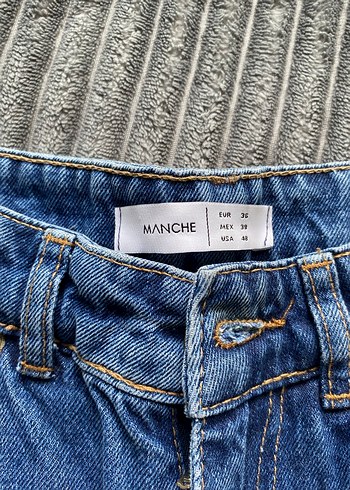 MANCHE
EUR 36
MEX 38
USA 48